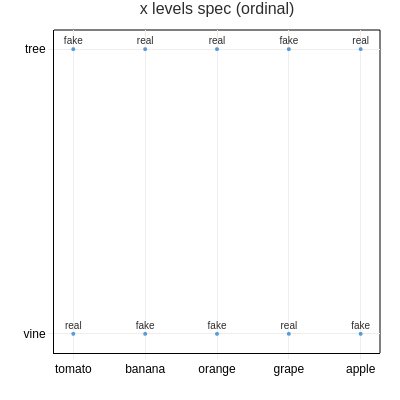 x levels spec (ordinal)
fake real real fake real
tree
real fake fake real fake
vine
tomato banana orange grape apple